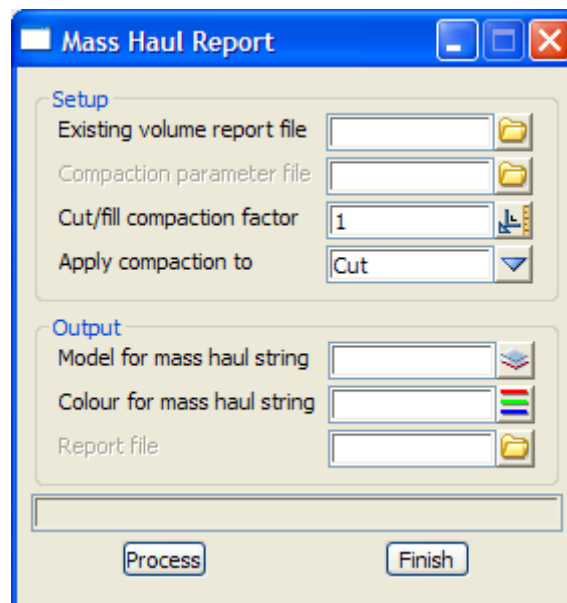 Mass Haul Report
Setup
Existing volume report file
Compaction parameter file
Cut/fill compaction factor 1
Apply compaction to Cut
Output
Model for mass haul string
Colour for mass haul string
Report file
Process Finish